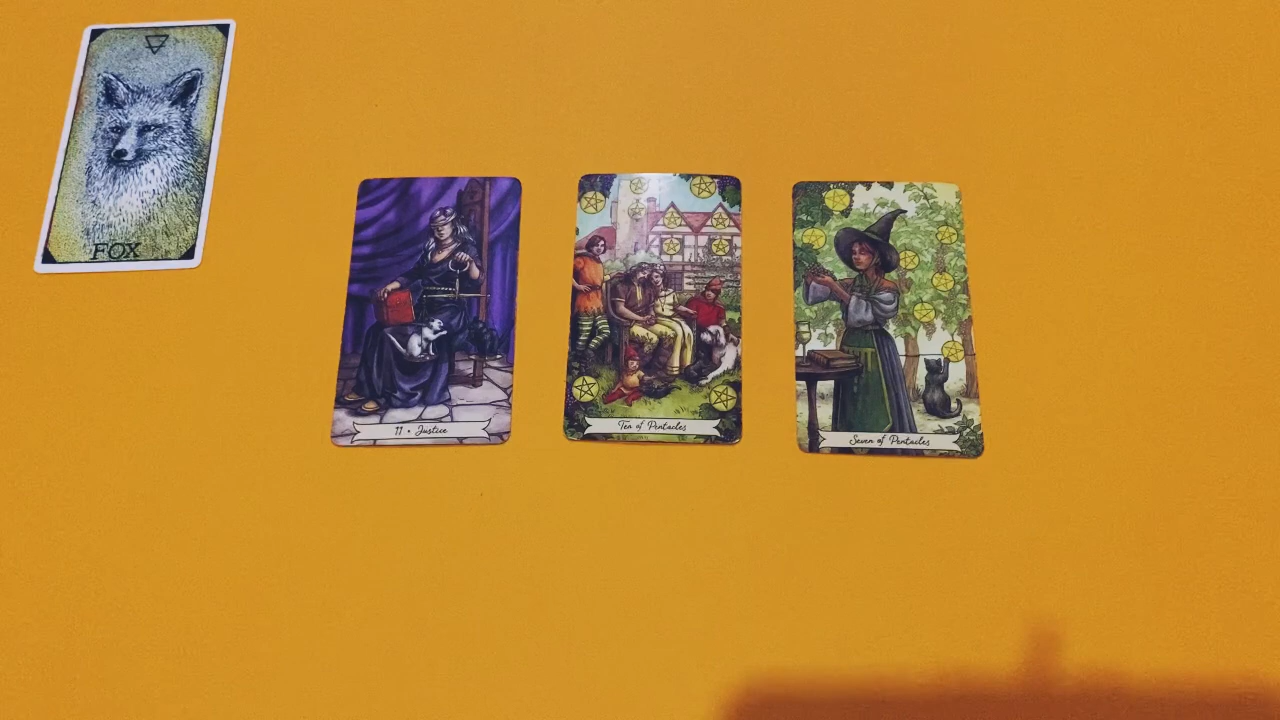 FOX
11 • Justice
Ten of Pentacles
Seven of Pentacles